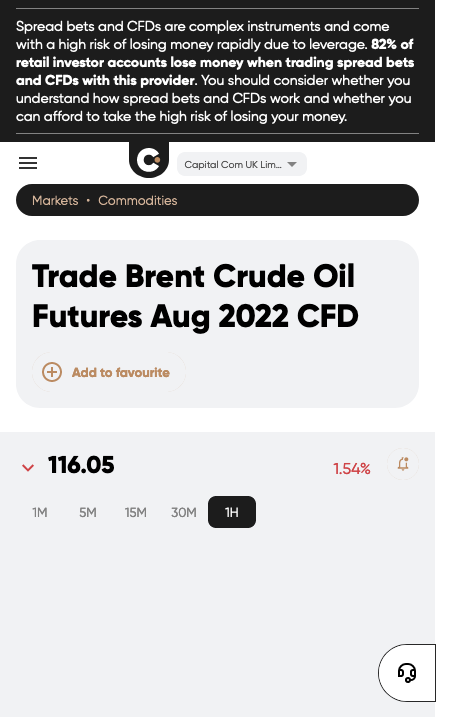 Spread bets and CFDs are complex instruments and come
with a high risk of losing money rapidly due to leverage. 82% of
retail investor accounts lose money when trading spread bets
and CFDs with this provider. You should consider whether you
understand how spread bets and CFDs work and whether you
can afford to take the high risk of losing your money.
Capital Com UK Lim...
Markets • Commodities
Trade Brent Crude Oil
Futures Aug 2022 CFD
Add to favourite
116.05
1.54%
1M 5M 15M 30M 1H